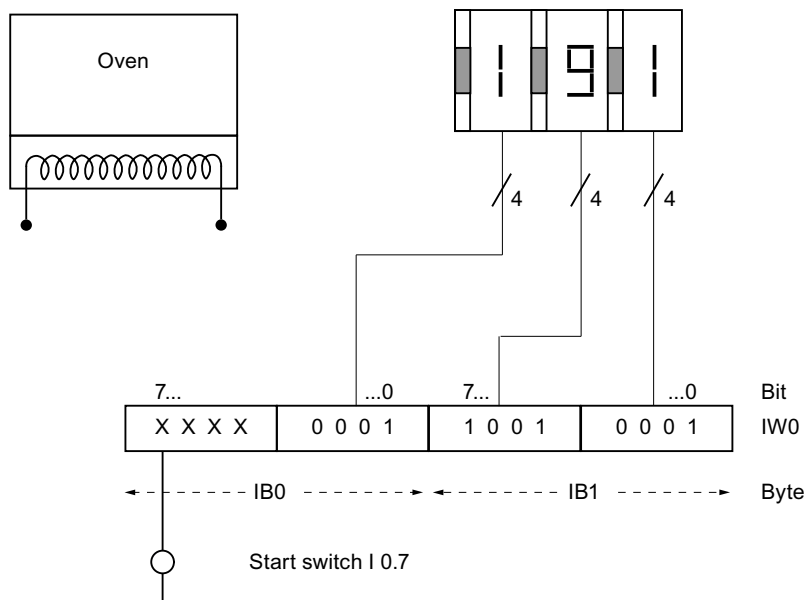 Oven
1 9 1
4 4 4
7... ...0 7... ...0 Bit
X X X X 0 0 0 1 1 0 0 1 0 0 0 1 IW0
IB0 IB1 Byte
Start switch I 0.7